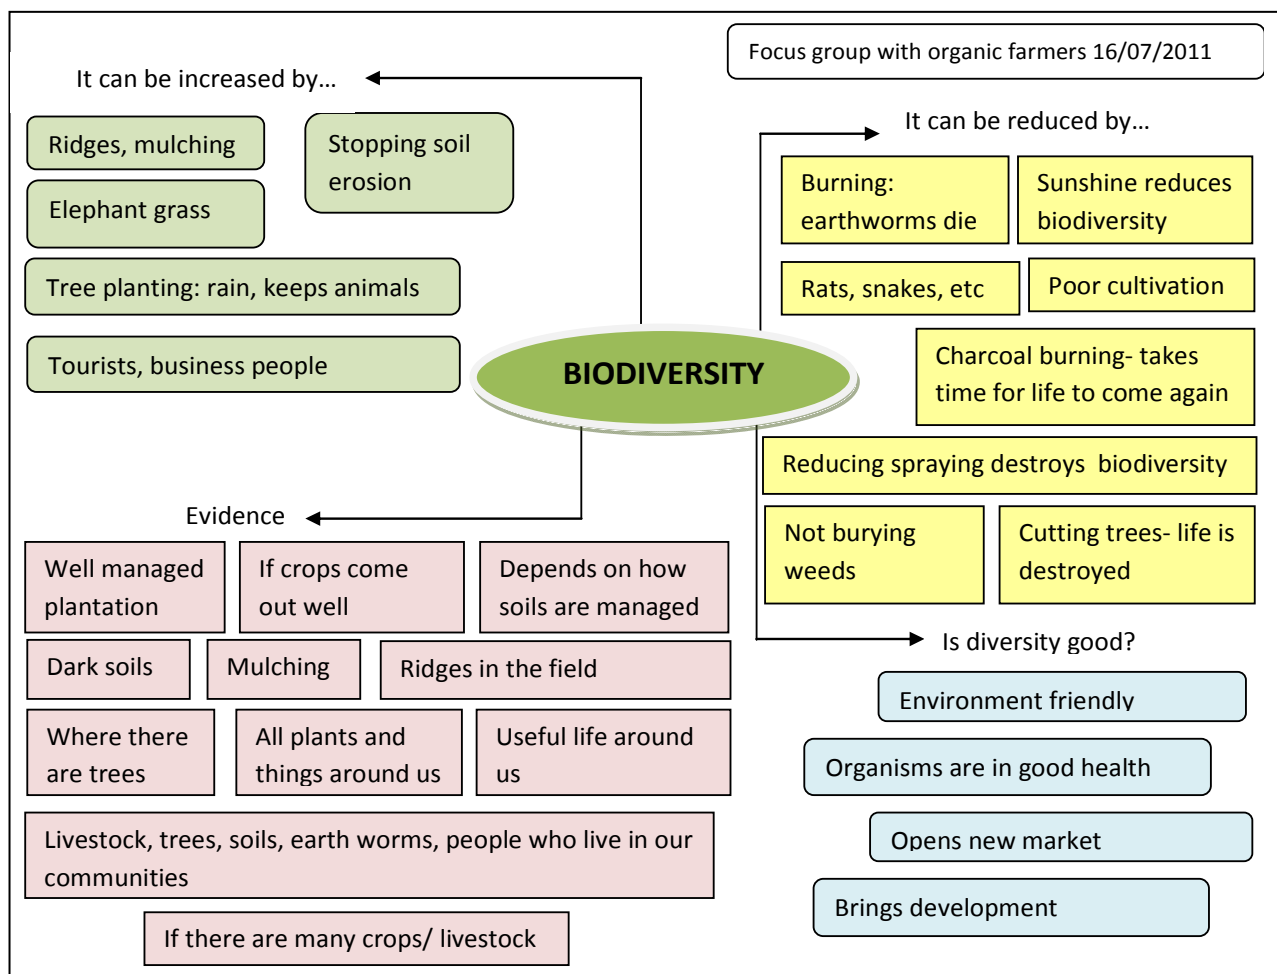 Focus group with organic farmers 16/07/2011
It can be increased by…
Ridges, mulching
Stopping soil
erosion
Elephant grass
Tree planting: rain, keeps animals
Tourists, business people
It can be reduced by…
Burning:
earthworms die
Sunshine reduces
biodiversity
Rats, snakes, etc
Poor cultivation
Charcoal burning- takes
time for life to come again
Reducing spraying destroys  biodiversity
Not burying
weeds
Cutting trees- life is
destroyed
BIODIVERSITY
Evidence
Well managed
plantation
If crops come
out well
Depends on how
soils are managed
Dark soils
Mulching
Ridges in the field
Where there
are trees
All plants and
things around us
Useful life around
us
Livestock, trees, soils, earth worms, people who live in our
communities
If there are many crops/ livestock
Is diversity good?
Environment friendly
Organisms are in good health
Opens new market
Brings development